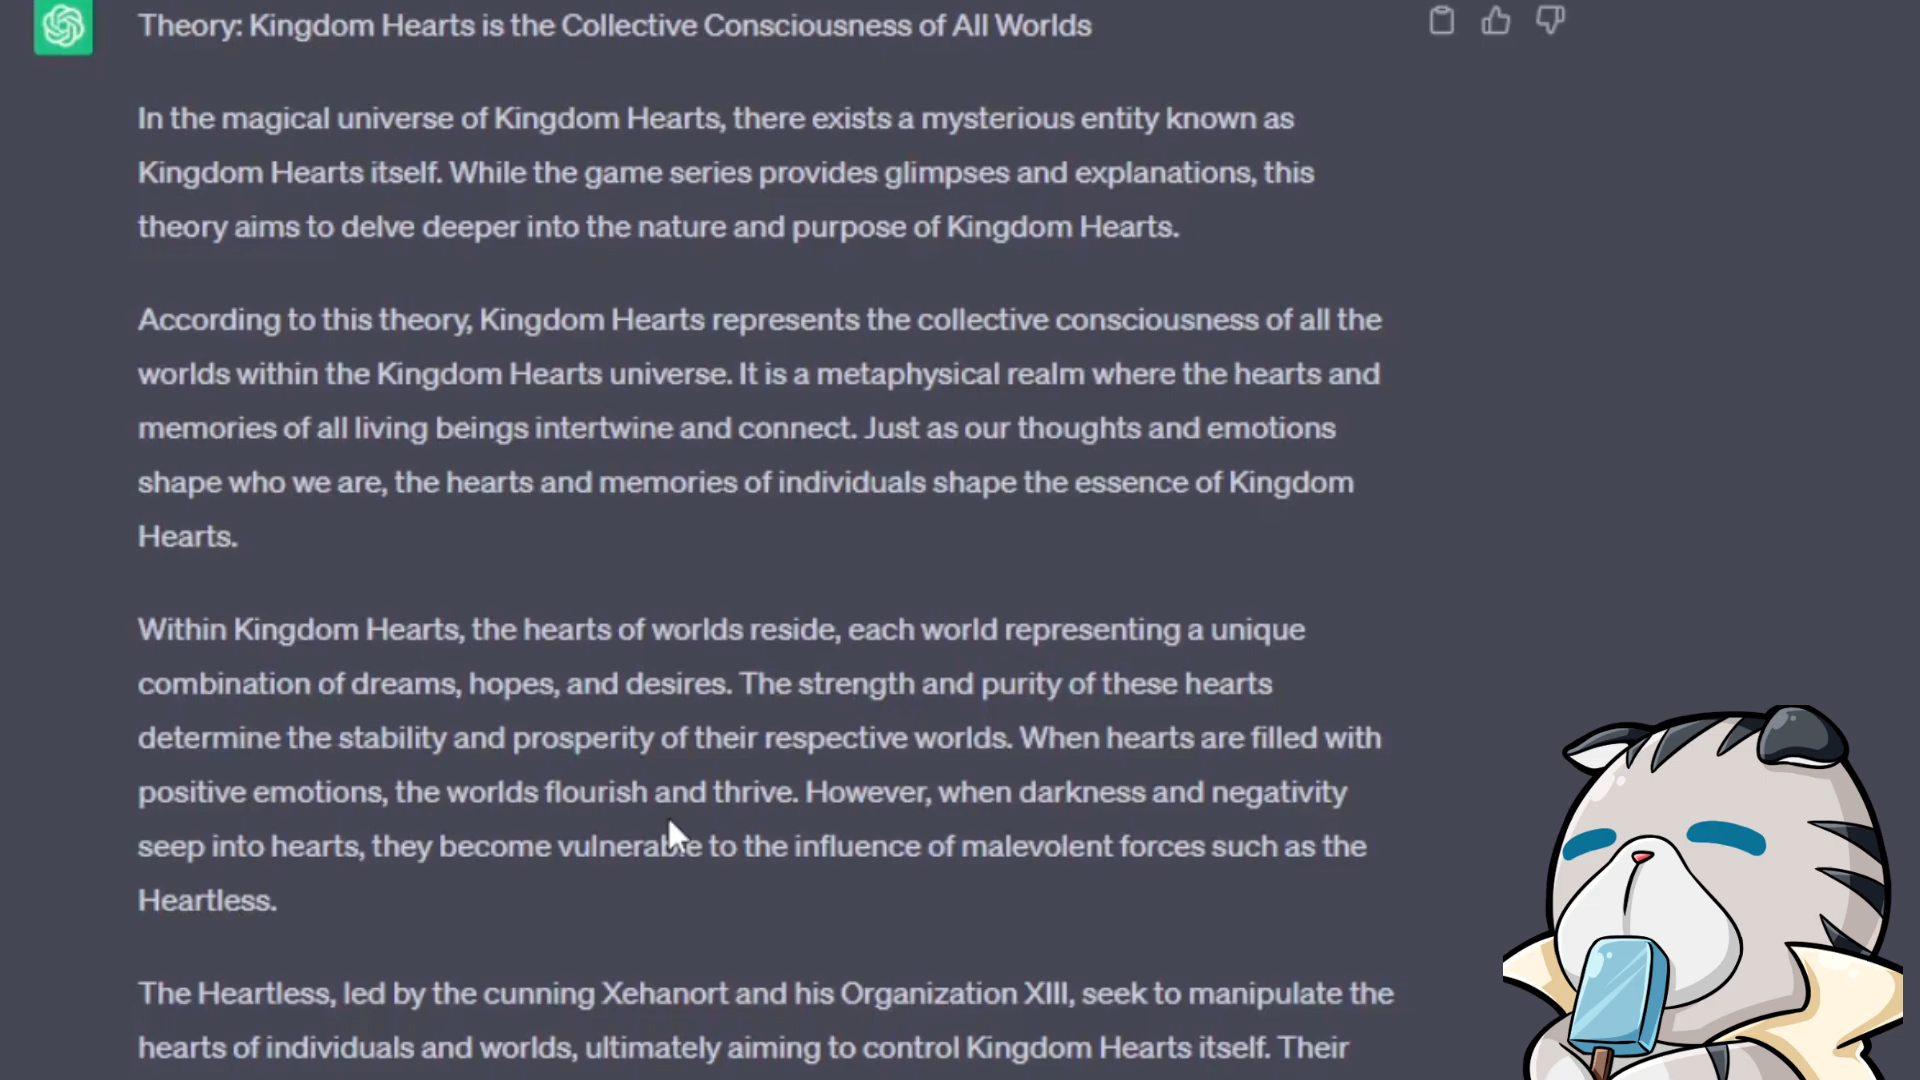 Theory: Kingdom Hearts is the Collective Consciousness of All Worlds
In the magical universe of Kingdom Hearts, there exists a mysterious entity known as
Kingdom Hearts itself. While the game series provides glimpses and explanations, this
theory aims to delve deeper into the nature and purpose of Kingdom Hearts.
According to this theory, Kingdom Hearts represents the collective consciousness of all the
worlds within the Kingdom Hearts universe. It is a metaphysical realm where the hearts and
memories of all living beings intertwine and connect. Just as our thoughts and emotions
shape who we are, the hearts and memories of individuals shape the essence of Kingdom
Hearts.
Within Kingdom Hearts, the hearts of worlds reside, each world representing a unique
combination of dreams, hopes, and desires. The strength and purity of these hearts
determine the stability and prosperity of their respective worlds. When hearts are filled with
positive emotions, the worlds flourish and thrive. However, when darkness and negativity
seep into hearts, they become vulnerable to the influence of malevolent forces such as the
Heartless.
The Heartless, led by the cunning Xehanort and his Organization XIII, seek to manipulate the
hearts of individuals and worlds, ultimately aiming to control Kingdom Hearts itself. Their